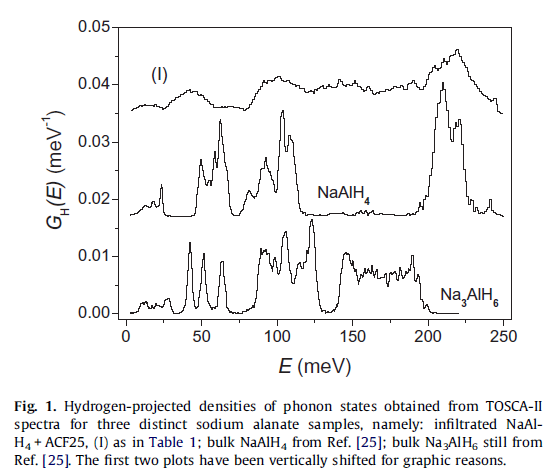 0.05
0.04
0.03
0.02
0.01
0.00
G_H(E) (meV⁻¹)
(I)
NaAlH₄
Na₃AlH₆
0 50 100 150 200 250
E (meV)
Fig. 1. Hydrogen-projected densities of phonon states obtained from TOSCA-II
spectra for three distinct sodium alanate samples, namely: infiltrated NaAl-
H₄ + ACF25, (I) as in Table 1; bulk NaAlH₄ from Ref. [25]; bulk Na₃AlH₆ still from
Ref. [25]. The first two plots have been vertically shifted for graphic reasons.